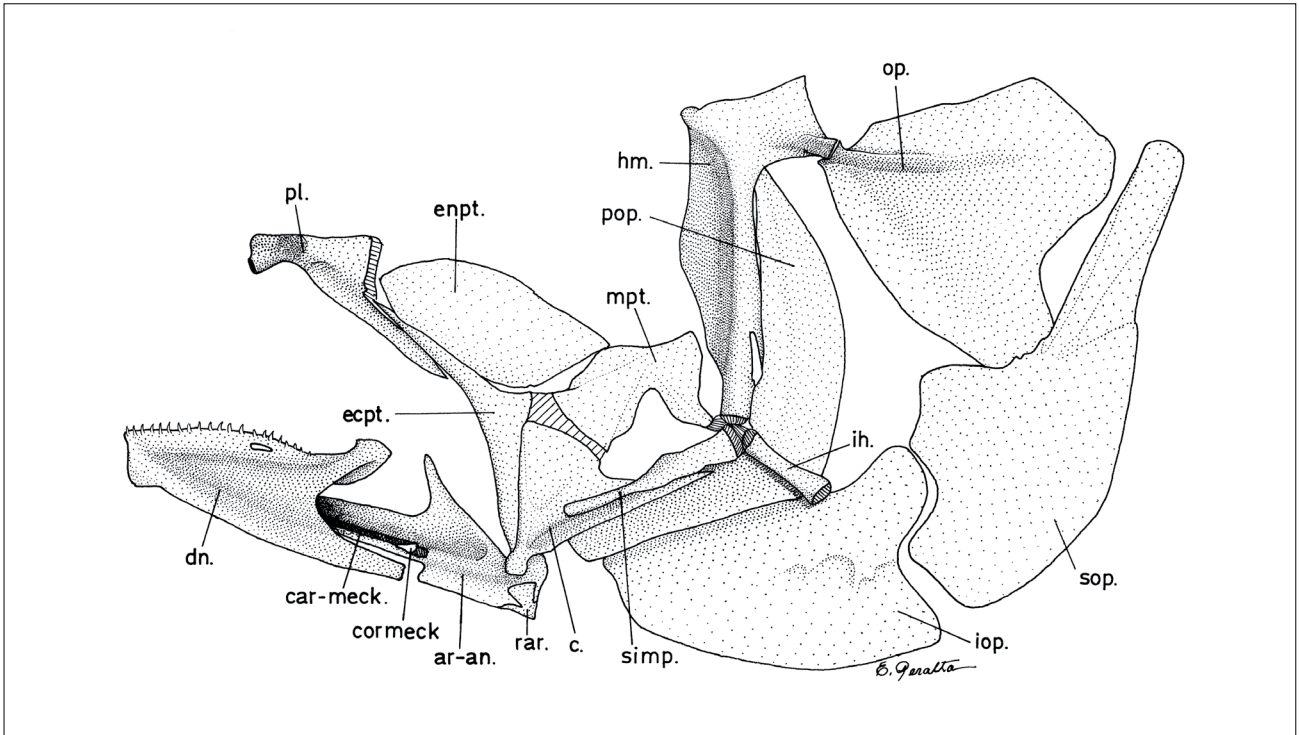 op.
hm.
pl.
enpt.
pop.
mpt.
ecpt.
ih.
dn.
sop.
car-meck.
cormeck
rar.
c.
iop.
ar-an.
simp.
E. Peralta